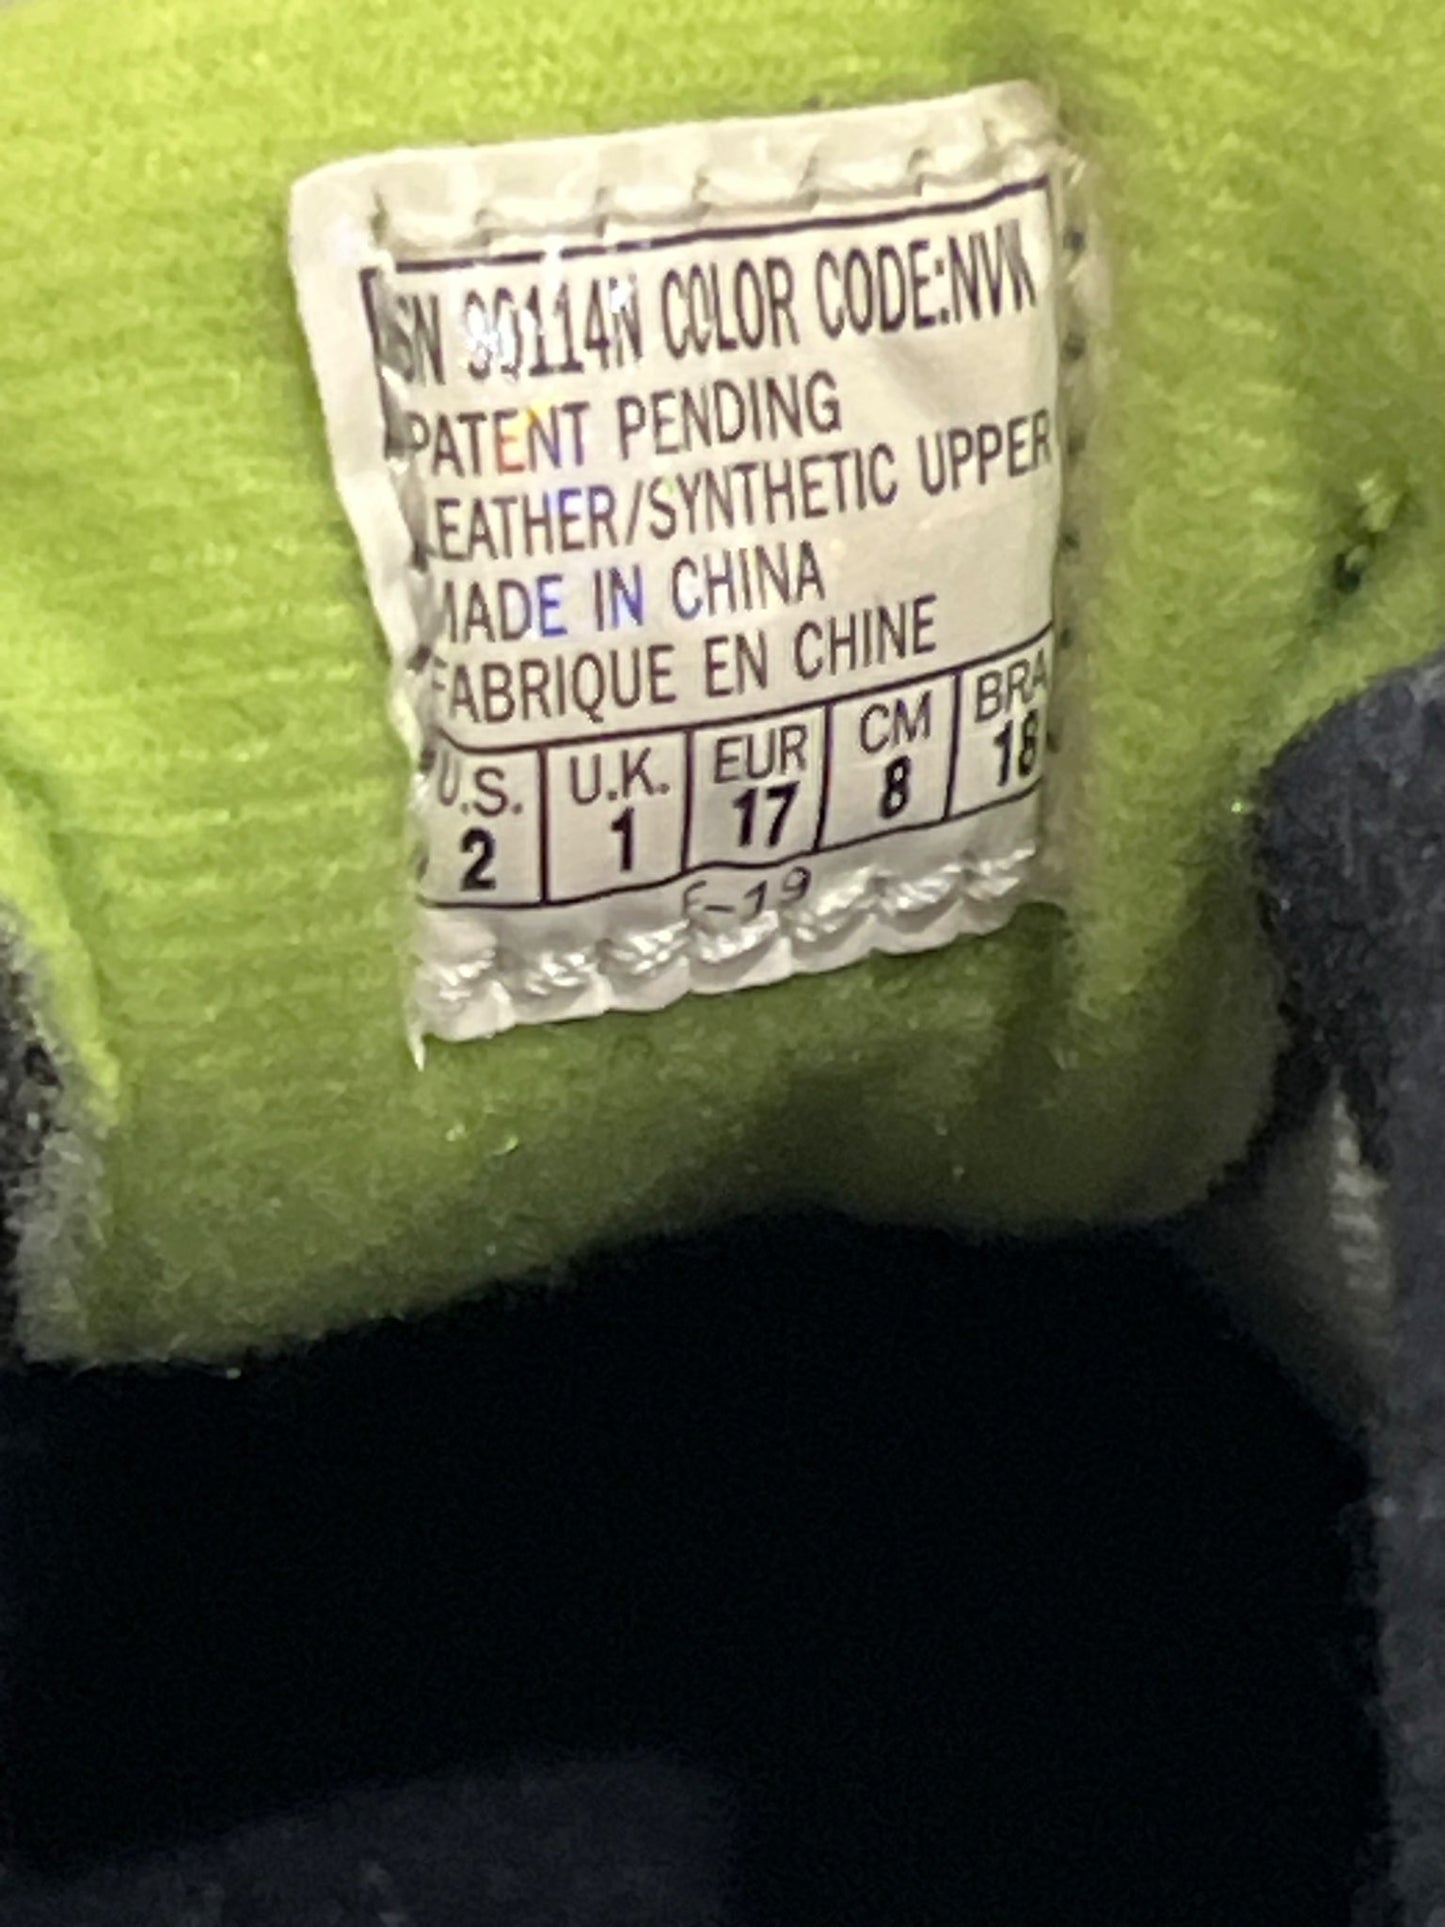 SN 90114N COLOR CODE:NVK
PATENT PENDING
LEATHER/SYNTHETIC UPPER
MADE IN CHINA
FABRIQUE EN CHINE
U.S. U.K. EUR CM BRA
2 1 17 8 18
F-19